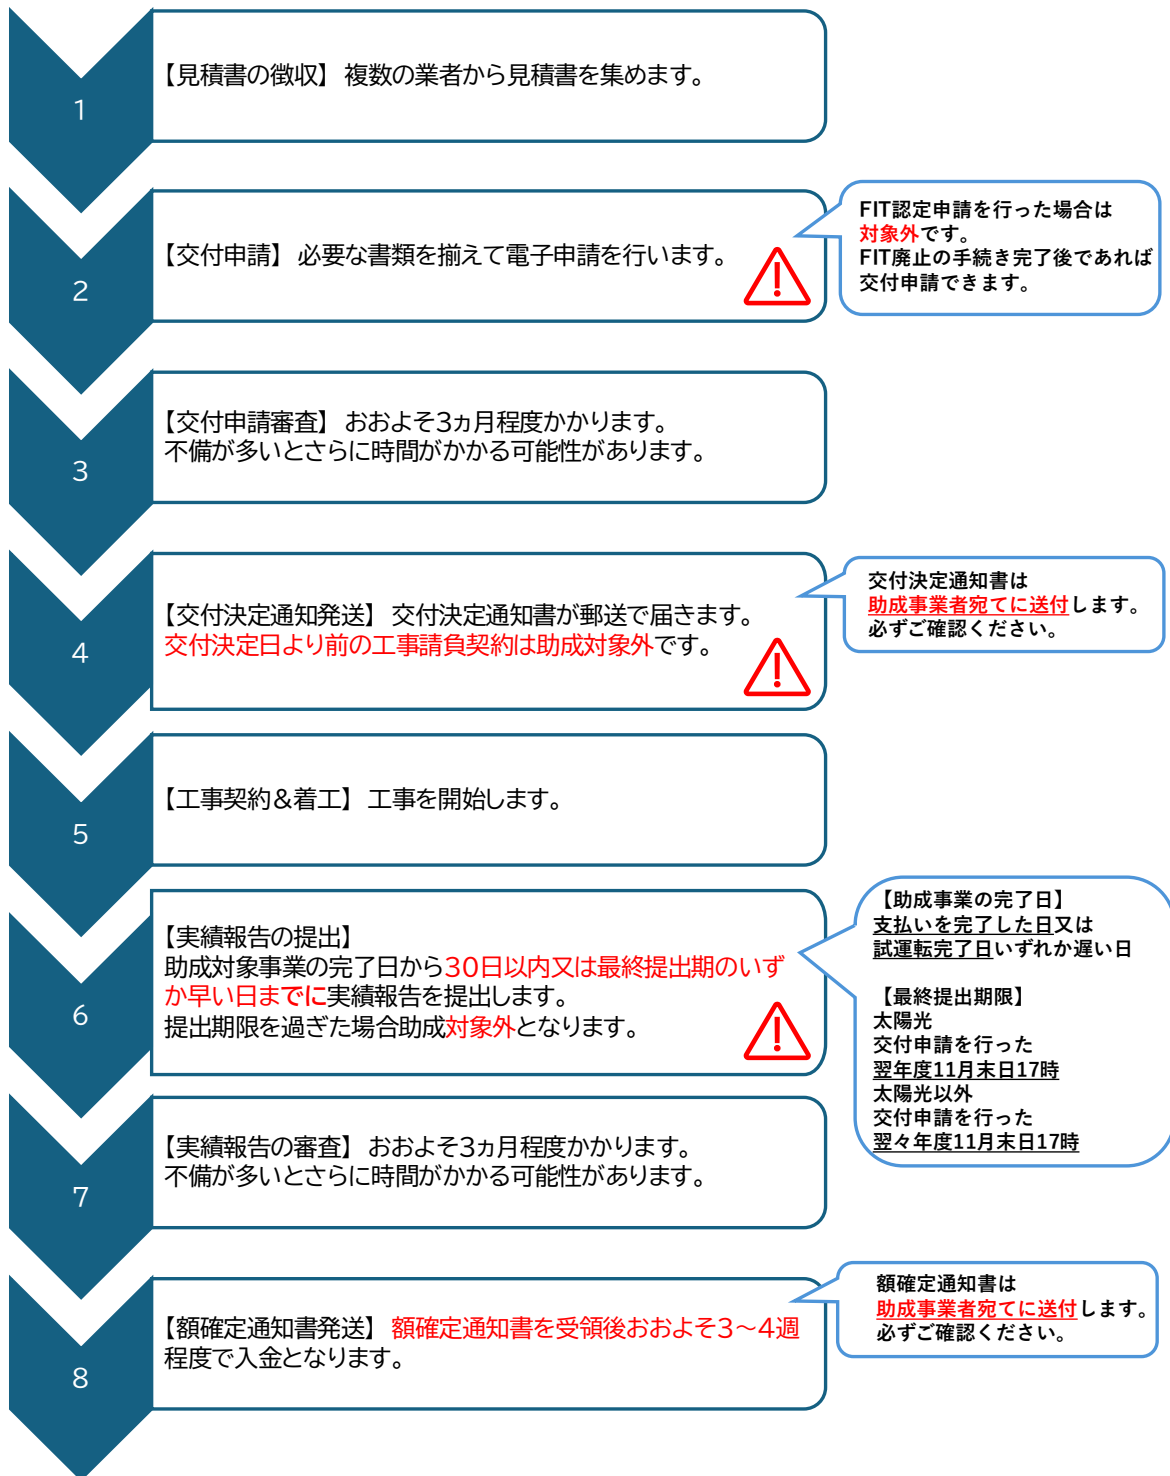 1
【見積書の徴収】 複数の業者から見積書を集めます。
2
【交付申請】 必要な書類を揃えて電子申請を行います。
FIT認定申請を行った場合は
対象外です。
FIT廃止の手続き完了後であれば
交付申請できます。
3
【交付申請審査】 おおよそ3ヵ月程度かかります。
不備が多いとさらに時間がかかる可能性があります。
4
【交付決定通知発送】 交付決定通知書が郵送で届きます。
交付決定日より前の工事請負契約は助成対象外です。
交付決定通知書は
助成事業者宛てに送付します。
必ずご確認ください。
5
【工事契約&着工】 工事を開始します。
6
【実績報告の提出】
助成対象事業の完了日から30日以内又は最終提出期のいず
か早い日までに実績報告を提出します。
提出期限を過ぎた場合助成対象外となります。
【助成事業の完了日】
支払いを完了した日又は
試運転完了日いずれか遅い日
【最終提出期限】
太陽光
交付申請を行った
翌年度11月末日17時
太陽光以外
交付申請を行った
翌々年度11月末日17時
7
【実績報告の審査】 おおよそ3ヵ月程度かかります。
不備が多いとさらに時間がかかる可能性があります。
8
【額確定通知書発送】 額確定通知書を受領後おおよそ3~4週
程度で入金となります。
額確定通知書は
助成事業者宛てに送付します。
必ずご確認ください。